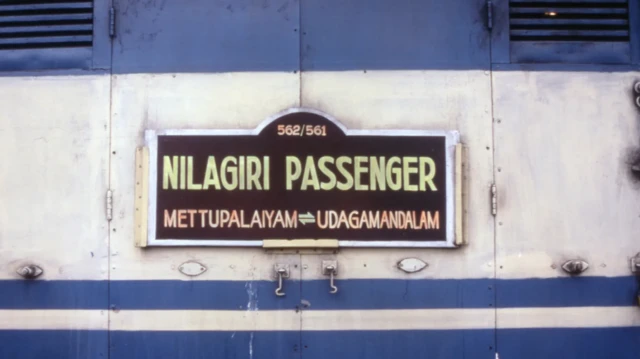 562/561
NILAGIRI PASSENGER
METTUPALAIYAM⇌UDAGAMANDALAM